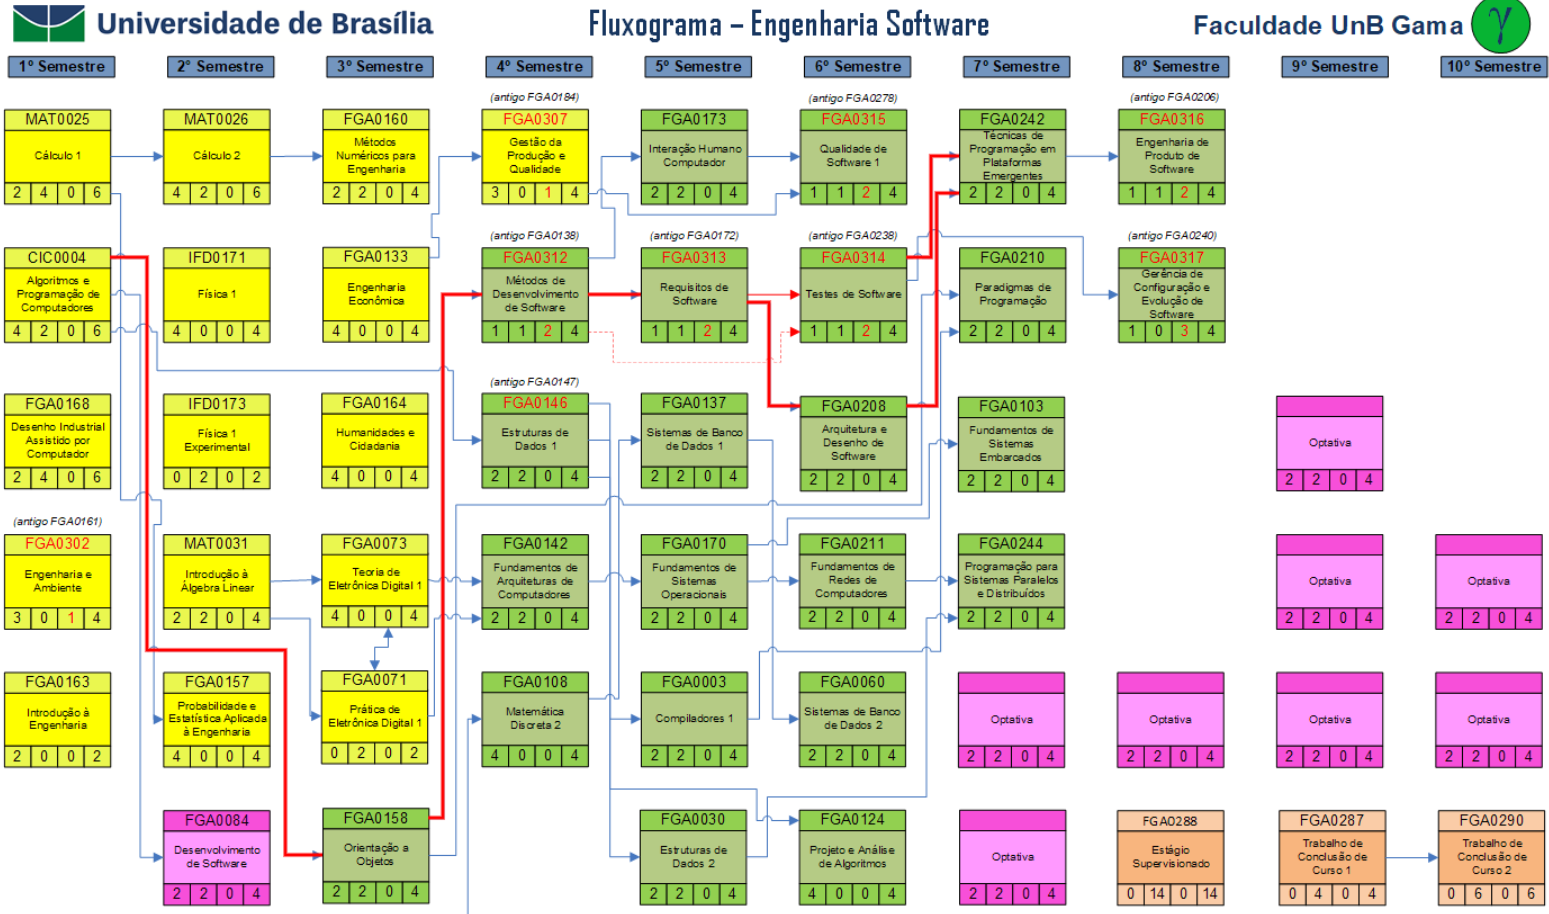 Universidade de Brasília
Fluxograma – Engenharia Software
Faculdade UnB Gama
γ
1º Semestre
2º Semestre
3º Semestre
4º Semestre
5º Semestre
6º Semestre
7º Semestre
8º Semestre
9º Semestre
10º Semestre
MAT0025
Cálculo 1
2 4 0 6
MAT0026
Cálculo 2
4 2 0 6
FGA0160
Métodos
Numéricos para
Engenharia
2 2 0 4
(antigo FGA0184)
FGA0307
Gestão da
Produção e
Qualidade
3 0 1 4
FGA0173
Interação Humano
Computador
2 2 0 4
(antigo FGA0278)
FGA0315
Qualidade de
Software 1
1 1 2 4
FGA0242
Técnicas de
Programação em
Plataformas
Emergentes
2 2 0 4
(antigo FGA0206)
FGA0316
Engenharia de
Produto de
Software
1 1 2 4
CIC0004
Algoritmos e
Programação de
Computadores
4 2 0 6
IFD0171
Física 1
4 0 0 4
FGA0133
Engenharia
Econômica
4 0 0 4
(antigo FGA0138)
FGA0312
Métodos de
Desenvolvimento
de Software
1 1 2 4
(antigo FGA0172)
FGA0313
Requisitos de
Software
1 1 2 4
(antigo FGA0238)
FGA0314
Testes de Software
1 1 2 4
FGA0210
Paradigmas de
Programação
2 2 0 4
(antigo FGA0240)
FGA0317
Gerência de
Configuração e
Evolução de
Software
1 0 3 4
FGA0168
Desenho Industrial
Assistido por
Computador
2 4 0 6
IFD0173
Física 1
Experimental
0 2 0 2
FGA0164
Humanidades e
Cidadania
4 0 0 4
(antigo FGA0147)
FGA0146
Estruturas de
Dados 1
2 2 0 4
FGA0137
Sistemas de Banco
de Dados 1
2 2 0 4
FGA0208
Arquitetura e
Desenho de
Software
2 2 0 4
FGA0103
Fundamentos de
Sistemas
Embarcados
2 2 0 4
Optativa
2 2 0 4
(antigo FGA0161)
FGA0302
Engenharia e
Ambiente
3 0 1 4
MAT0031
Introdução à
Álgebra Linear
2 2 0 4
FGA0073
Teoria de
Eletrônica Digital 1
4 0 0 4
FGA0142
Fundamentos de
Arquiteturas de
Computadores
2 2 0 4
FGA0170
Fundamentos de
Sistemas
Operacionais
2 2 0 4
FGA0211
Fundamentos de
Redes de
Computadores
2 2 0 4
FGA0244
Programação para
Sistemas Paralelos
e Distribuídos
2 2 0 4
Optativa
2 2 0 4
Optativa
2 2 0 4
FGA0163
Introdução à
Engenharia
2 0 0 2
FGA0157
Probabilidade e
Estatística Aplicada
à Engenharia
4 0 0 4
FGA0071
Prática de
Eletrônica Digital 1
0 2 0 2
FGA0108
Matemática
Discreta 2
4 0 0 4
FGA0003
Compiladores 1
2 2 0 4
FGA0060
Sistemas de Banco
de Dados 2
2 2 0 4
Optativa
2 2 0 4
Optativa
2 2 0 4
Optativa
2 2 0 4
Optativa
2 2 0 4
FGA0084
Desenvolvimento
de Software
2 2 0 4
FGA0158
Orientação a
Objetos
2 2 0 4
FGA0030
Estruturas de
Dados 2
2 2 0 4
FGA0124
Projeto e Análise
de Algoritmos
4 0 0 4
Optativa
2 2 0 4
FGA0288
Estágio
Supervisionado
0 14 0 14
FGA0287
Trabalho de
Conclusão de
Curso 1
0 4 0 4
FGA0290
Trabalho de
Conclusão de
Curso 2
0 6 0 6